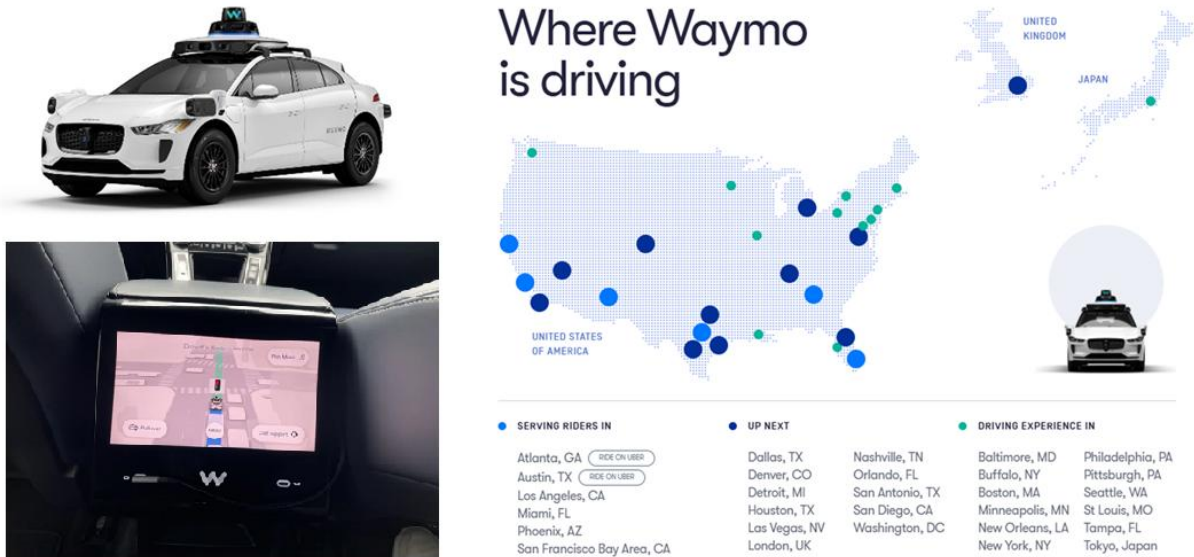 WAYMO
Where Waymo
is driving
UNITED
KINGDOM
JAPAN
UNITED STATES
OF AMERICA
Pull over
SERVING RIDERS IN
Atlanta, GA RIDE ON UBER
Austin, TX RIDE ON UBER
Los Angeles, CA
Miami, FL
Phoenix, AZ
San Francisco Bay Area, CA
UP NEXT
Dallas, TX
Denver, CO
Detroit, MI
Houston, TX
Las Vegas, NV
London, UK
Nashville, TN
Orlando, FL
San Antonio, TX
San Diego, CA
Washington, DC
DRIVING EXPERIENCE IN
Baltimore, MD
Buffalo, NY
Boston, MA
Minneapolis, MN
New Orleans, LA
New York, NY
Philadelphia, PA
Pittsburgh, PA
Seattle, WA
St Louis, MO
Tampa, FL
Tokyo, Japan